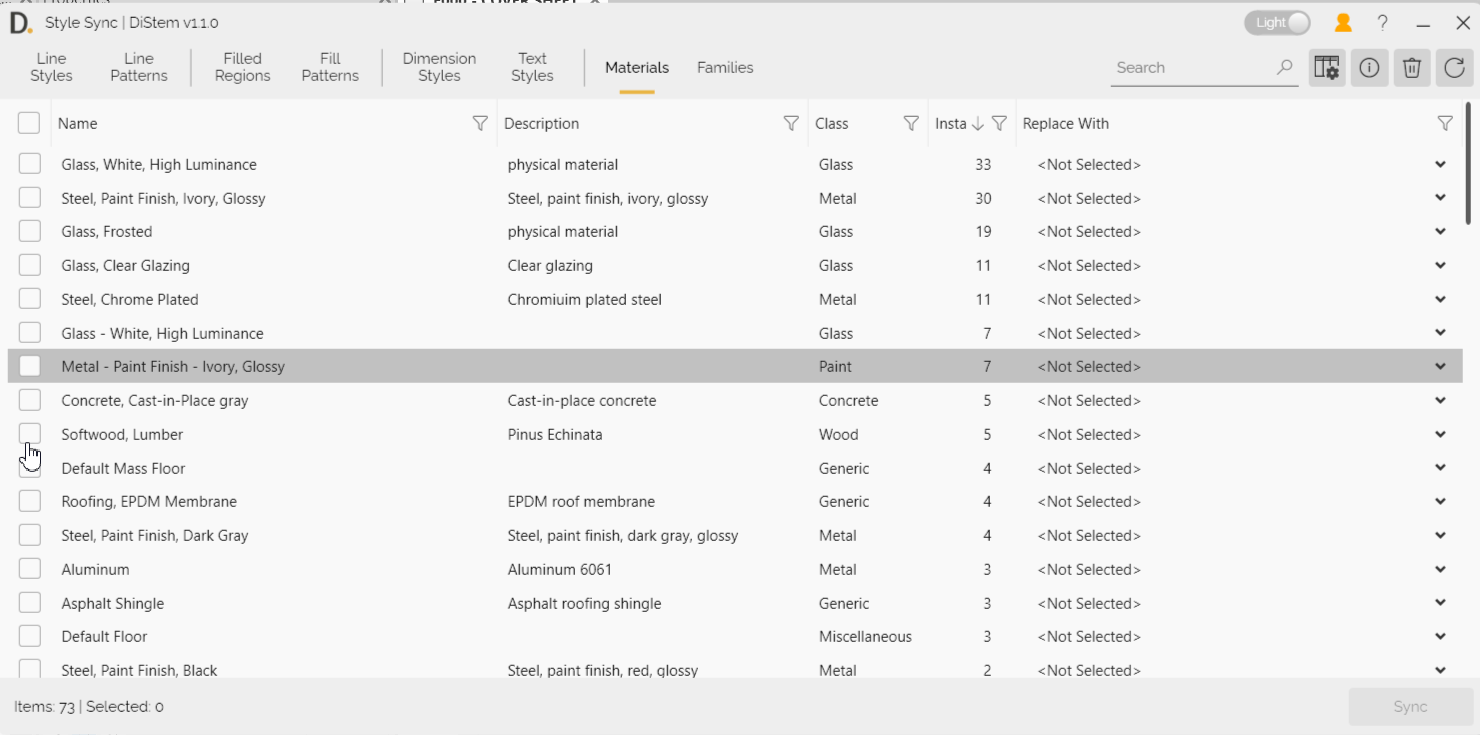 D. Style Sync | DiStem v1.1.0 Light ?
Line Styles Line Patterns Filled Regions Fill Patterns Dimension Styles Text Styles Materials Families Search
Name Description Class Insta Replace With
Glass, White, High Luminance physical material Glass 33 <Not Selected>
Steel, Paint Finish, Ivory, Glossy Steel, paint finish, ivory, glossy Metal 30 <Not Selected>
Glass, Frosted physical material Glass 19 <Not Selected>
Glass, Clear Glazing Clear glazing Glass 11 <Not Selected>
Steel, Chrome Plated Chromiuim plated steel Metal 11 <Not Selected>
Glass - White, High Luminance Glass 7 <Not Selected>
Metal - Paint Finish - Ivory, Glossy Paint 7 <Not Selected>
Concrete, Cast-in-Place gray Cast-in-place concrete Concrete 5 <Not Selected>
Softwood, Lumber Pinus Echinata Wood 5 <Not Selected>
Default Mass Floor Generic 4 <Not Selected>
Roofing, EPDM Membrane EPDM roof membrane Generic 4 <Not Selected>
Steel, Paint Finish, Dark Gray Steel, paint finish, dark gray, glossy Metal 4 <Not Selected>
Aluminum Aluminum 6061 Metal 3 <Not Selected>
Asphalt Shingle Asphalt roofing shingle Generic 3 <Not Selected>
Default Floor Miscellaneous 3 <Not Selected>
Steel, Paint Finish, Black Steel, paint finish, red, glossy Metal 2 <Not Selected>
Items: 73 | Selected: 0 Sync